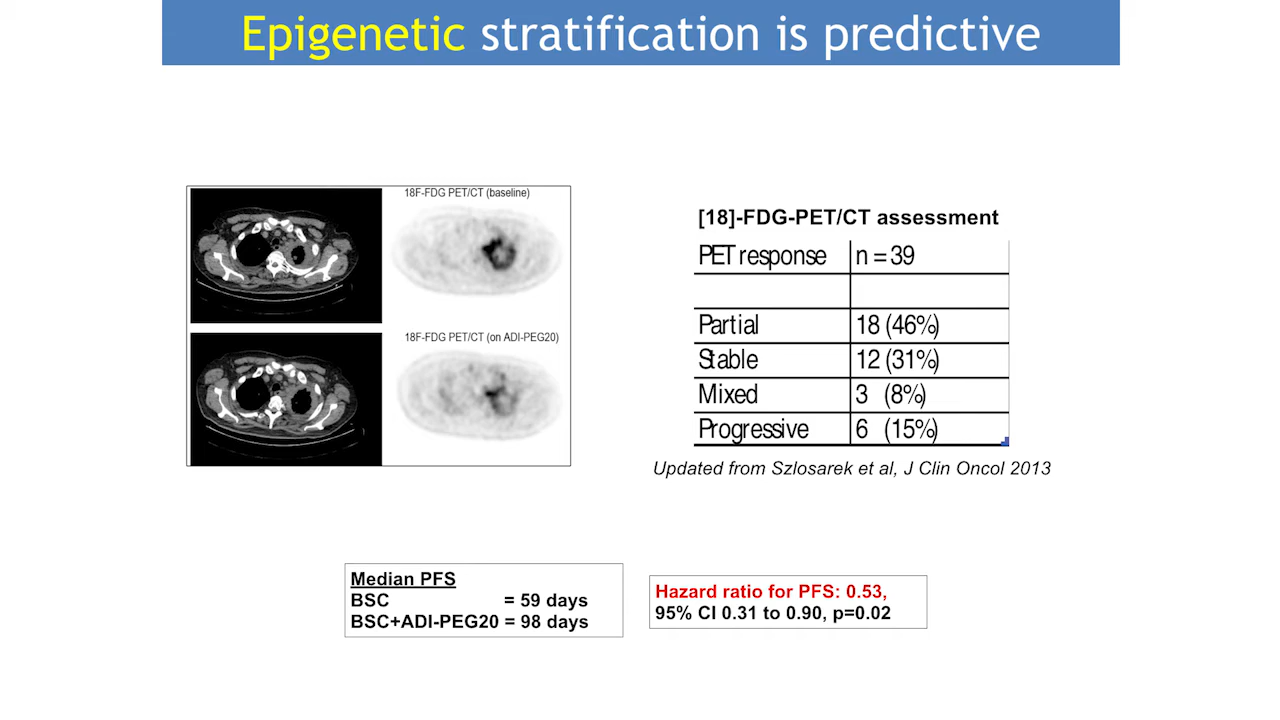 Epigenetic stratification is predictive
18F-FDG PET/CT (baseline)
18F-FDG PET/CT (on ADI-PEG20)
[18]-FDG-PET/CT assessment
PET response n = 39
Partial 18 (46%)
Stable 12 (31%)
Mixed 3 (8%)
Progressive 6 (15%)
Updated from Szlosarek et al, J Clin Oncol 2013
Median PFS
BSC = 59 days
BSC+ADI-PEG20 = 98 days
Hazard ratio for PFS: 0.53,
95% CI 0.31 to 0.90, p=0.02